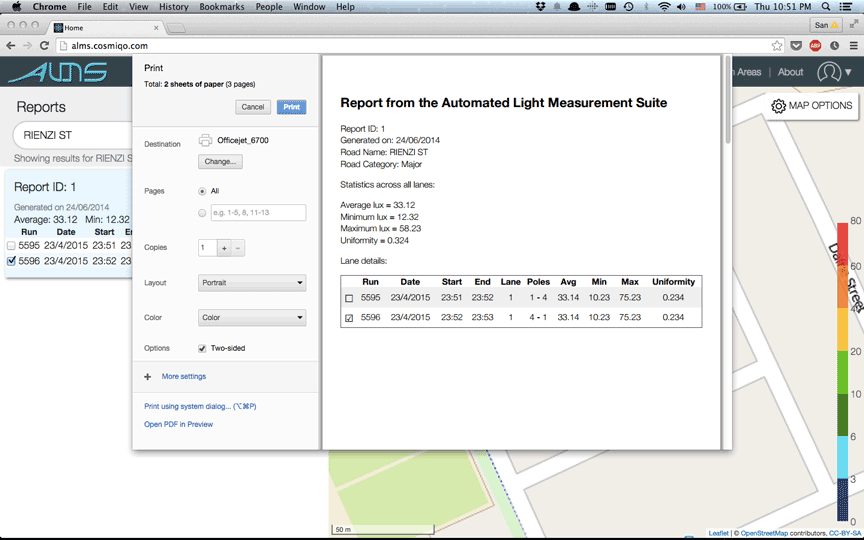 Chrome File Edit View History Bookmarks People Window Help
100% Thu 10:51 PM
Home
San
alms.cosmiqo.com
ALMS
Areas | About
Reports
MAP OPTIONS
RIENZI ST
Showing results for RIENZI S
Report ID: 1
Generated on 24/06/2014
Average: 33.12 Min: 12.32
Run Date Start
5595 23/4/2015 23:51 23
5596 23/4/2015 23:52 23
Print
Total: 2 sheets of paper (3 pages)
Cancel Print
Destination Officejet_6700
Change...
Pages All
e.g. 1-5, 8, 11-13
Copies 1 + -
Layout Portrait
Color Color
Options Two-sided
+ More settings
Print using system dialog... (⌥⌘P)
Open PDF in Preview
Report from the Automated Light Measurement Suite
Report ID: 1
Generated on: 24/06/2014
Road Name: RIENZI ST
Road Category: Major
Statistics across all lanes:
Average lux = 33.12
Minimum lux = 12.32
Maximum lux = 58.23
Uniformity = 0.324
Lane details:
Run Date Start End Lane Poles Avg Min Max Uniformity
5595 23/4/2015 23:51 23:52 1 1 - 4 33.14 10.23 75.23 0.234
5596 23/4/2015 23:52 23:53 1 4 - 1 33.14 10.23 75.23 0.234
Street
80
60
40
20
10
6
3
0
50 m
Leaflet | © OpenStreetMap contributors, CC-BY-SA